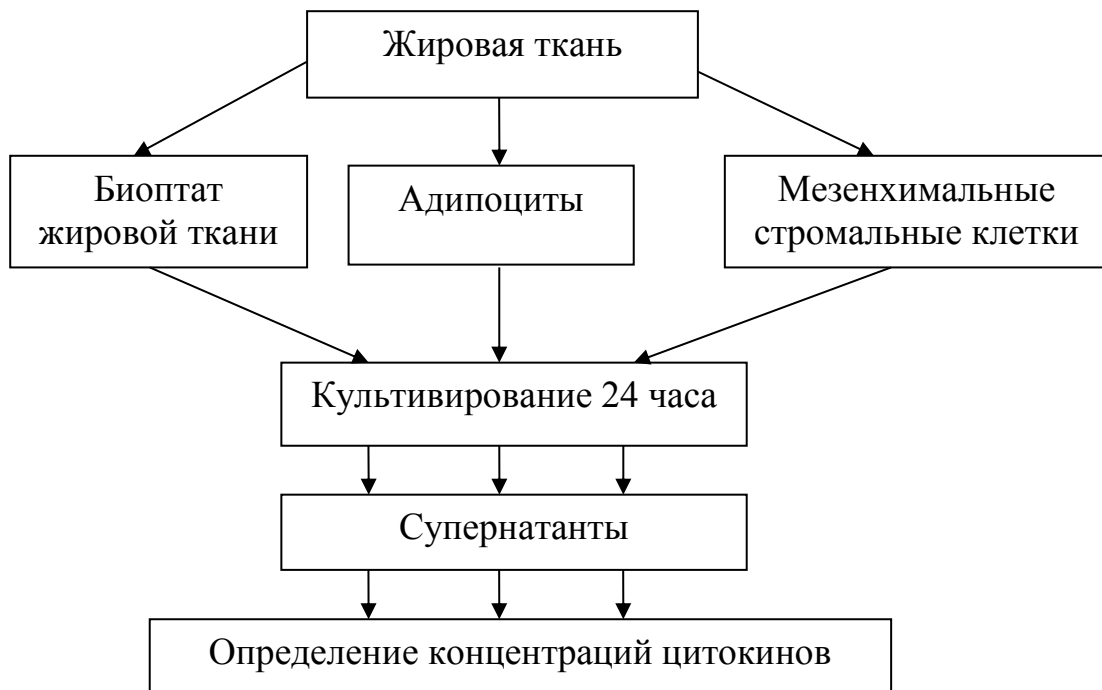 Жировая ткань
Биоптат
жировой ткани
Адипоциты
Мезенхимальные
стромальные клетки
Культивирование 24 часа
Супернатанты
Определение концентраций цитокинов